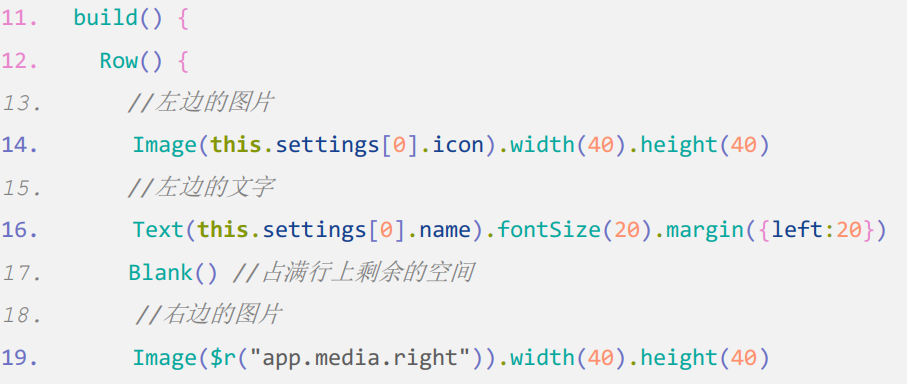 11. build() {
12. Row() {
13. //左边的图片
14. Image(this.settings[0].icon).width(40).height(40)
15. //左边的文字
16. Text(this.settings[0].name).fontSize(20).margin({left:20})
17. Blank() //占满行上剩余的空间
18. //右边的图片
19. Image($r("app.media.right")).width(40).height(40)